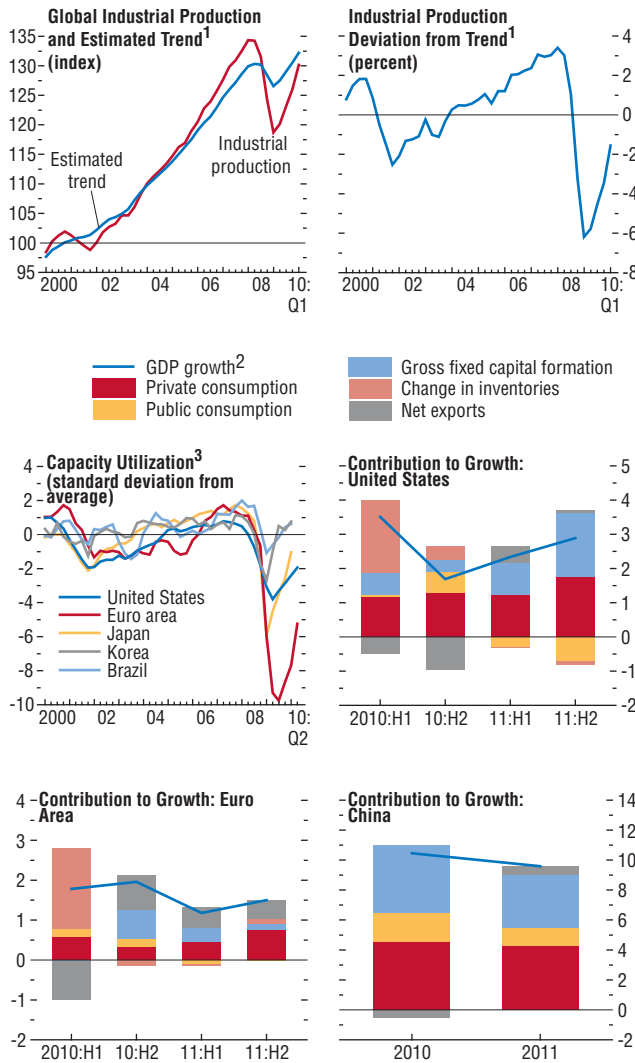 Global Industrial Production
and Estimated Trend1
(index)
135
130
125
120
115
110
105
100
95
Estimated
trend
Industrial
production
2000 02 04 06 08 10:
Q1
Industrial Production
Deviation from Trend1
(percent)
4
2
0
-2
-4
-6
-8
2000 02 04 06 08 10:
Q1
GDP growth2
Private consumption
Public consumption
Gross fixed capital formation
Change in inventories
Net exports
Capacity Utilization3
(standard deviation from
average)
4
2
0
-2
-4
-6
-8
-10
United States
Euro area
Japan
Korea
Brazil
2000 02 04 06 08 10:
Q2
Contribution to Growth:
United States
5
4
3
2
1
0
-1
-2
2010:H1 10:H2 11:H1 11:H2
Contribution to Growth: Euro
Area
4
3
2
1
0
-1
-2
2010:H1 10:H2 11:H1 11:H2
Contribution to Growth:
China
14
12
10
8
6
4
2
0
-2
2010 2011